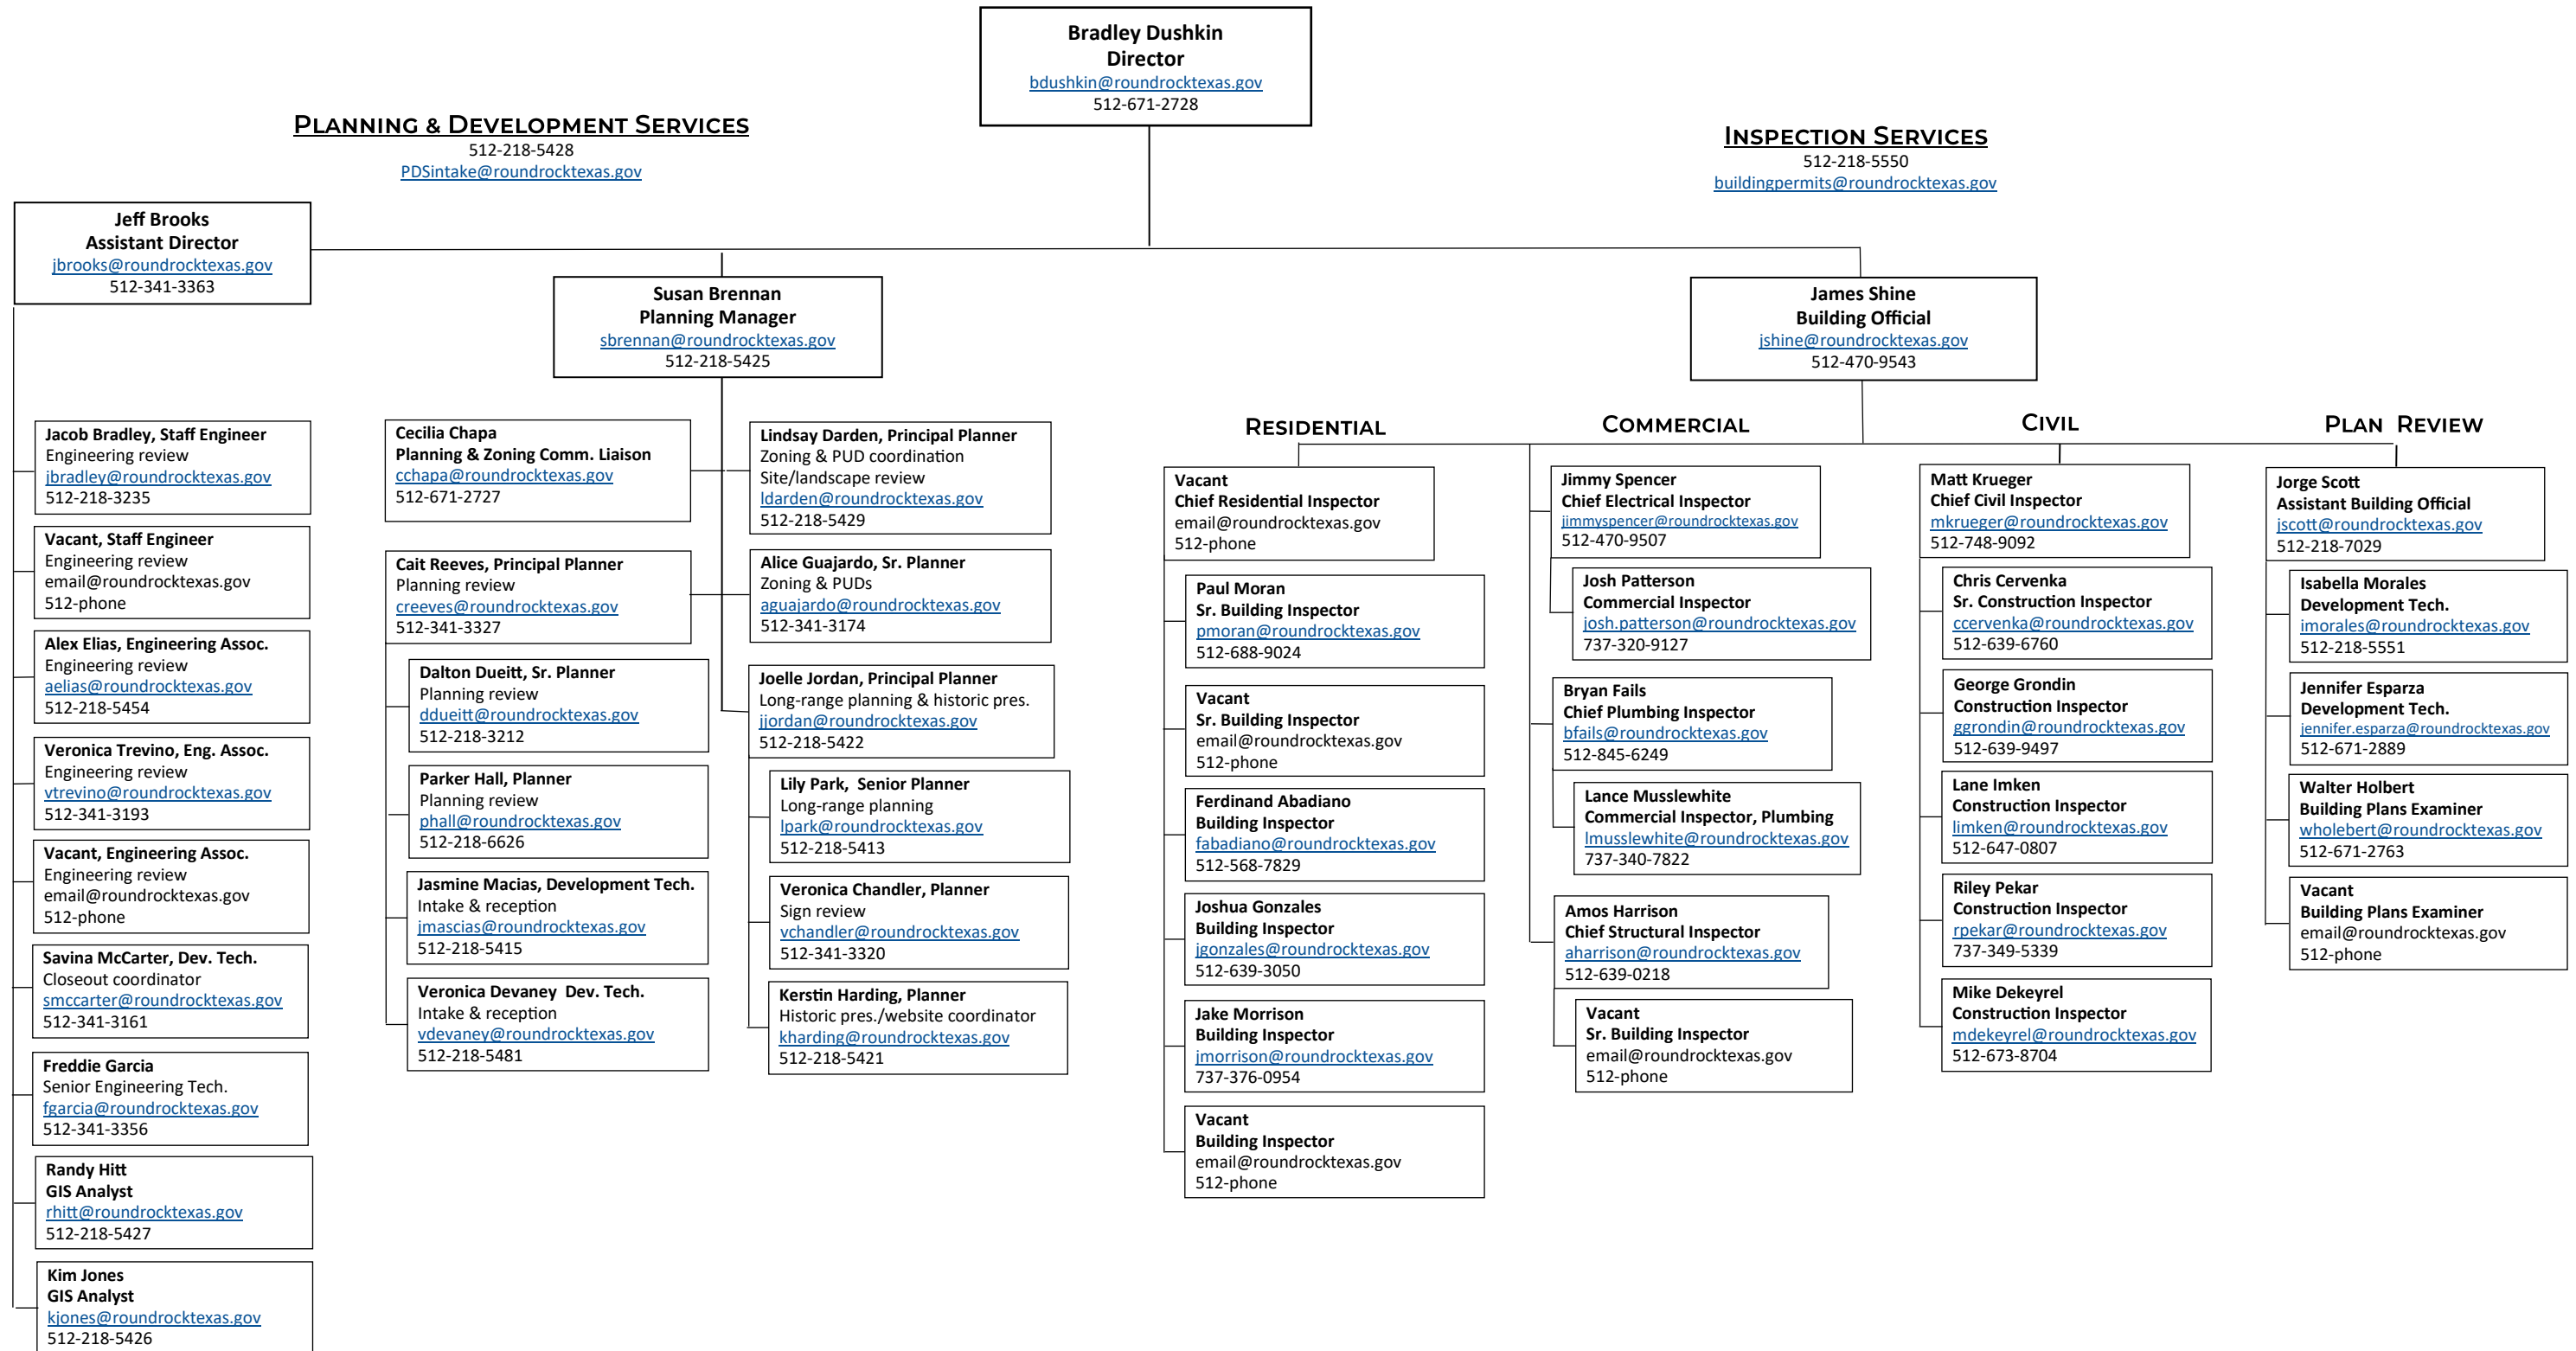 Bradley Dushkin
Director
bdushkin@roundrocktexas.gov
512-671-2728
PLANNING & DEVELOPMENT SERVICES
512-218-5428
PDSintake@roundrocktexas.gov
INSPECTION SERVICES
512-218-5550
buildingpermits@roundrocktexas.gov
Jeff Brooks
Assistant Director
jbrooks@roundrocktexas.gov
512-341-3363
Susan Brennan
Planning Manager
sbrennan@roundrocktexas.gov
512-218-5425
James Shine
Building Official
jshine@roundrocktexas.gov
512-470-9543
Jacob Bradley, Staff Engineer
Engineering review
jbradley@roundrocktexas.gov
512-218-3235
Vacant, Staff Engineer
Engineering review
email@roundrocktexas.gov
512-phone
Alex Elias, Engineering Assoc.
Engineering review
aelias@roundrocktexas.gov
512-218-5454
Veronica Trevino, Eng. Assoc.
Engineering review
vtrevino@roundrocktexas.gov
512-341-3193
Vacant, Engineering Assoc.
Engineering review
email@roundrocktexas.gov
512-phone
Savina McCarter, Dev. Tech.
Closeout coordinator
smccarter@roundrocktexas.gov
512-341-3161
Freddie Garcia
Senior Engineering Tech.
fgarcia@roundrocktexas.gov
512-341-3356
Randy Hitt
GIS Analyst
rhitt@roundrocktexas.gov
512-218-5427
Kim Jones
GIS Analyst
kjones@roundrocktexas.gov
512-218-5426
Cecilia Chapa
Planning & Zoning Comm. Liaison
cchapa@roundrocktexas.gov
512-671-2727
Cait Reeves, Principal Planner
Planning review
creeves@roundrocktexas.gov
512-341-3327
Dalton Dueitt, Sr. Planner
Planning review
ddueitt@roundrocktexas.gov
512-218-3212
Parker Hall, Planner
Planning review
phall@roundrocktexas.gov
512-218-6626
Jasmine Macias, Development Tech.
Intake & reception
jmascias@roundrocktexas.gov
512-218-5415
Veronica Devaney  Dev. Tech.
Intake & reception
vdevaney@roundrocktexas.gov
512-218-5481
Lindsay Darden, Principal Planner
Zoning & PUD coordination
Site/landscape review
ldarden@roundrocktexas.gov
512-218-5429
Alice Guajardo, Sr. Planner
Zoning & PUDs
aguajardo@roundrocktexas.gov
512-341-3174
Joelle Jordan, Principal Planner
Long-range planning & historic pres.
jjordan@roundrocktexas.gov
512-218-5422
Lily Park,  Senior Planner
Long-range planning
lpark@roundrocktexas.gov
512-218-5413
Veronica Chandler, Planner
Sign review
vchandler@roundrocktexas.gov
512-341-3320
Kerstin Harding, Planner
Historic pres./website coordinator
kharding@roundrocktexas.gov
512-218-5421
RESIDENTIAL
Vacant
Chief Residential Inspector
email@roundrocktexas.gov
512-phone
Paul Moran
Sr. Building Inspector
pmoran@roundrocktexas.gov
512-688-9024
Vacant
Sr. Building Inspector
email@roundrocktexas.gov
512-phone
Ferdinand Abadiano
Building Inspector
fabadiano@roundrocktexas.gov
512-568-7829
Joshua Gonzales
Building Inspector
jgonzales@roundrocktexas.gov
512-639-3050
Jake Morrison
Building Inspector
jmorrison@roundrocktexas.gov
737-376-0954
Vacant
Building Inspector
email@roundrocktexas.gov
512-phone
COMMERCIAL
Jimmy Spencer
Chief Electrical Inspector
jimmyspencer@roundrocktexas.gov
512-470-9507
Josh Patterson
Commercial Inspector
josh.patterson@roundrocktexas.gov
737-320-9127
Bryan Fails
Chief Plumbing Inspector
bfails@roundrocktexas.gov
512-845-6249
Lance Musslewhite
Commercial Inspector, Plumbing
lmusslewhite@roundrocktexas.gov
737-340-7822
Amos Harrison
Chief Structural Inspector
aharrison@roundrocktexas.gov
512-639-0218
Vacant
Sr. Building Inspector
email@roundrocktexas.gov
512-phone
CIVIL
Matt Krueger
Chief Civil Inspector
mkrueger@roundrocktexas.gov
512-748-9092
Chris Cervenka
Sr. Construction Inspector
ccervenka@roundrocktexas.gov
512-639-6760
George Grondin
Construction Inspector
ggrondin@roundrocktexas.gov
512-639-9497
Lane Imken
Construction Inspector
limken@roundrocktexas.gov
512-647-0807
Riley Pekar
Construction Inspector
rpekar@roundrocktexas.gov
737-349-5339
Mike Dekeyrel
Construction Inspector
mdekeyrel@roundrocktexas.gov
512-673-8704
PLAN  REVIEW
Jorge Scott
Assistant Building Official
jscott@roundrocktexas.gov
512-218-7029
Isabella Morales
Development Tech.
imorales@roundrocktexas.gov
512-218-5551
Jennifer Esparza
Development Tech.
jennifer.esparza@roundrocktexas.gov
512-671-2889
Walter Holbert
Building Plans Examiner
wholebert@roundrocktexas.gov
512-671-2763
Vacant
Building Plans Examiner
email@roundrocktexas.gov
512-phone